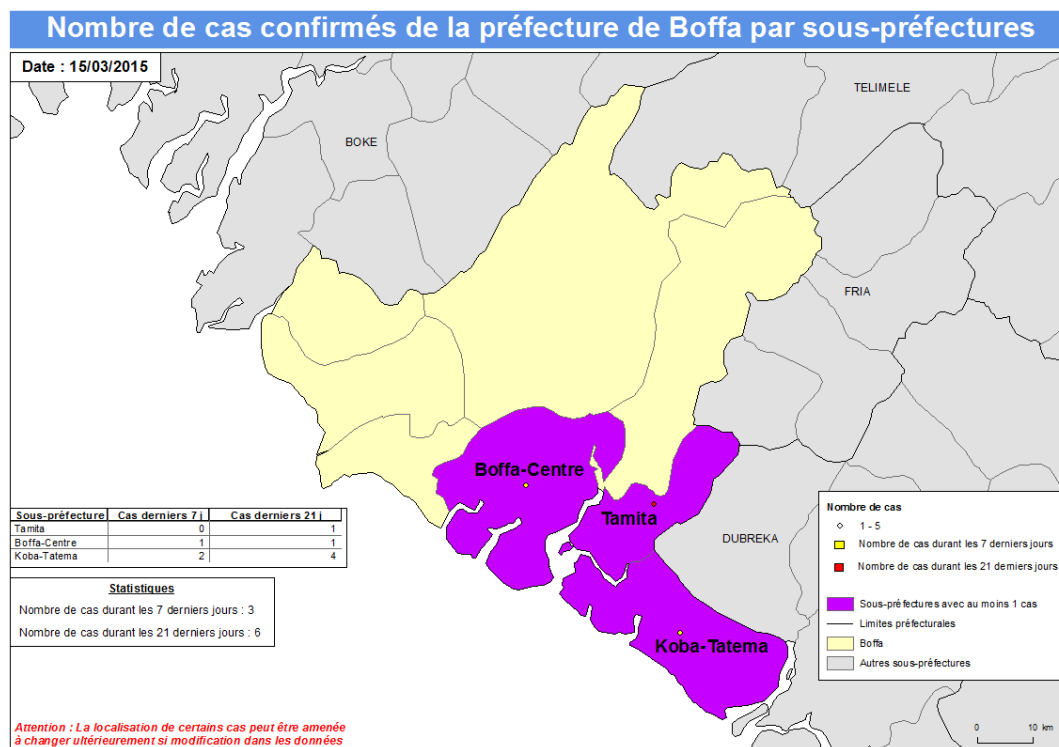 Nombre de cas confirmés de la préfecture de Boffa par sous-préfectures
Date : 15/03/2015
TELIMELE
BOKE
FRIA
Boffa-Centre
Tamita
DUBREKA
Koba-Tatema
Sous-préfecture Cas derniers 7 j Cas derniers 21 j
Tamita 0 1
Boffa-Centre 1 1
Koba-Tatema 2 4
Statistiques
Nombre de cas durant les 7 derniers jours : 3
Nombre de cas durant les 21 derniers jours : 6
Nombre de cas
1 - 5
Nombre de cas durant les 7 derniers jours
Nombre de cas durant les 21 derniers jours
Sous-préfectures avec au moins 1 cas
Limites préfecturales
Boffa
Autres sous-préfectures
Attention : La localisation de certains cas peut être amenée
à changer ultérieurement si modification dans les données
0 10 km